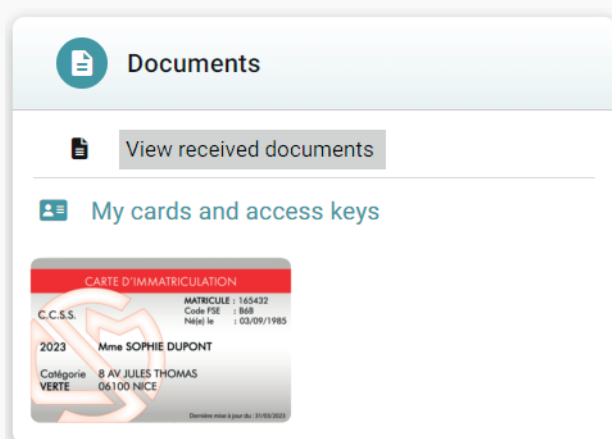 Documents
View received documents
My cards and access keys
CARTE D'IMMATRICULATION
C.C.S.S.
MATRICULE : 165432
Code FSE : B6B
Né(e) le : 03/09/1985
2023 Mme SOPHIE DUPONT
Catégorie 8 AV JULES THOMAS
VERTE 06100 NICE
Dernière mise à jour du : 31/03/2023